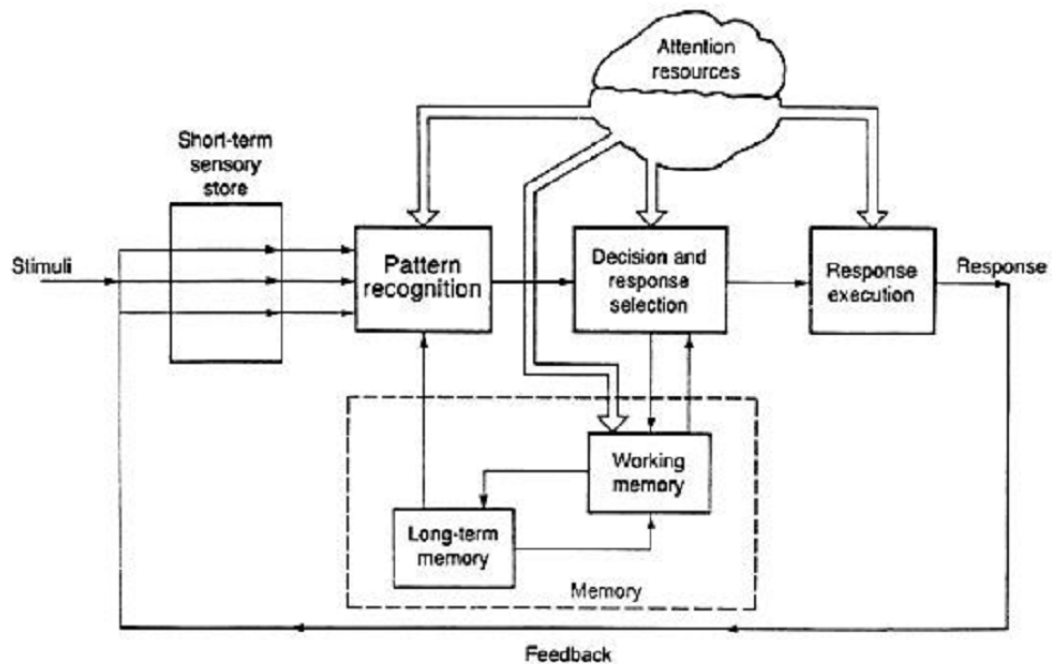 Attention
resources
Short-term
sensory
store
Stimuli
Pattern
recognition
Decision and
response
selection
Response
execution
Response
Working
memory
Long-term
memory
Memory
Feedback